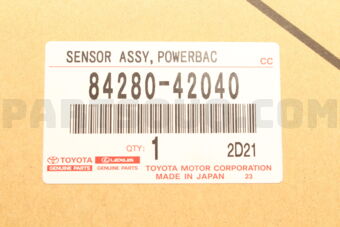 SENSOR ASSY, POWERBAC
CC
84280-42040
QTY: 1 2D21
TOYOTA LEXUS
GENUINE PARTS GENUINE PARTS
TOYOTA MOTOR CORPORATION
MADE IN JAPAN 23